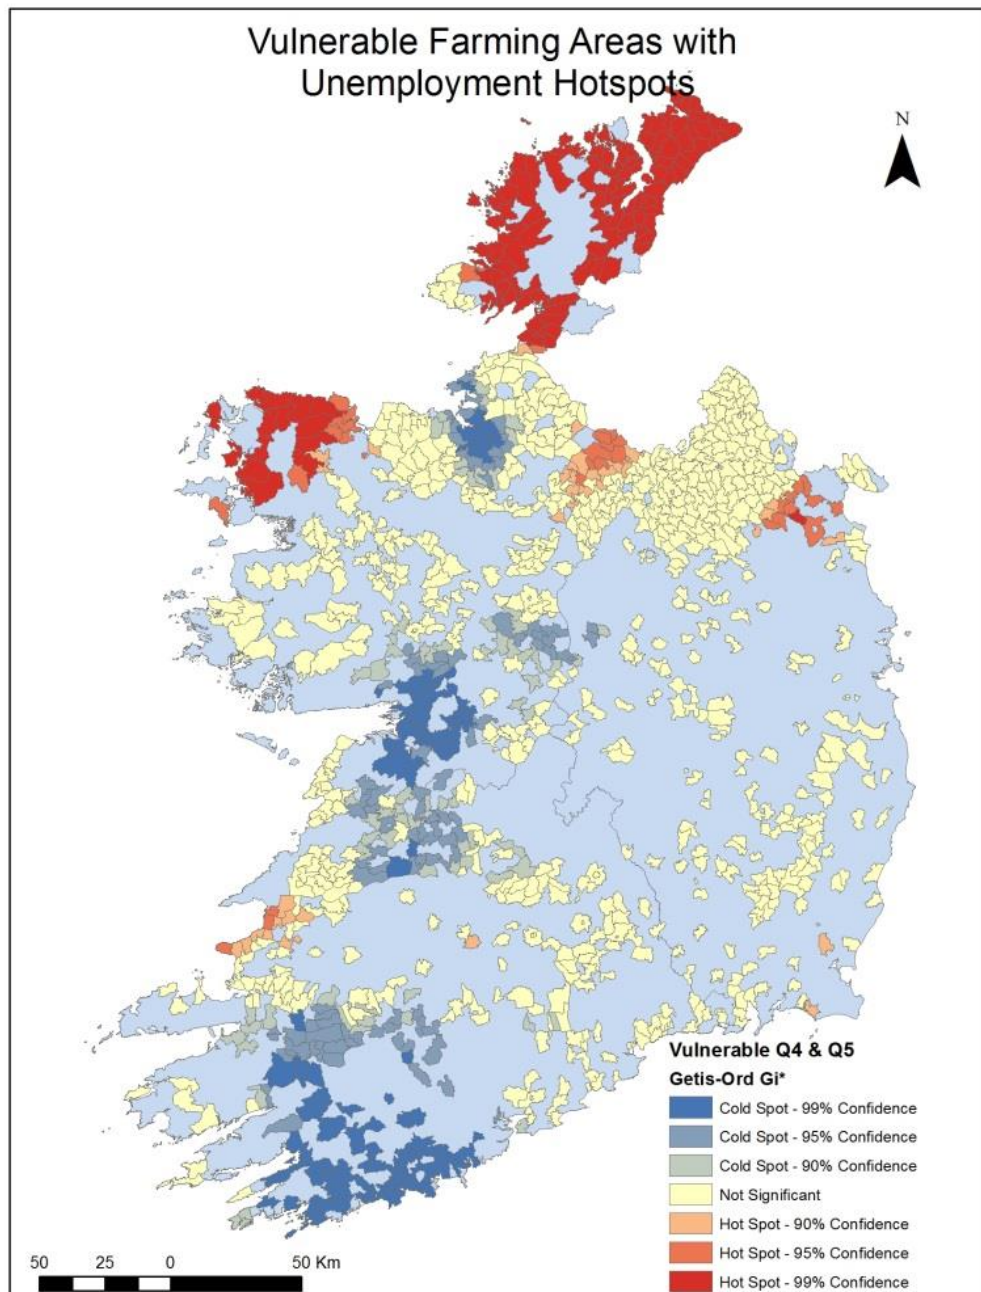 Vulnerable Farming Areas with
Unemployment Hotspots
N
Vulnerable Q4 & Q5
Getis-Ord Gi*
Cold Spot - 99% Confidence
Cold Spot - 95% Confidence
Cold Spot - 90% Confidence
Not Significant
Hot Spot - 90% Confidence
Hot Spot - 95% Confidence
Hot Spot - 99% Confidence
50 25 0 50 Km